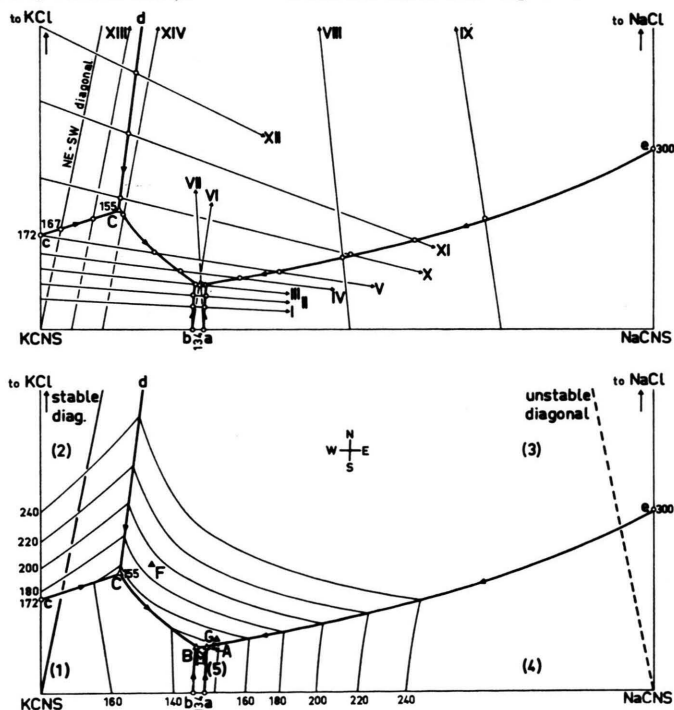 to KCl
d
to NaCl
XIII
XIV
VIII
IX
NE-SW diagonal
XII
e
300
VII
VI
155
C
167
172
c
XI
X
V
IV
III
II
I
KCNS
b
134
a
NaCNS
to KCl
d
to NaCl
stable
diag.
unstable
diagonal
(2)
N
W
E
S
(3)
e
300
240
220
200
F
155
180
C
172
c
G
B
A
(1)
(5)
(4)
KCNS
160
140
b
134
a
160
180
200
220
240
NaCNS